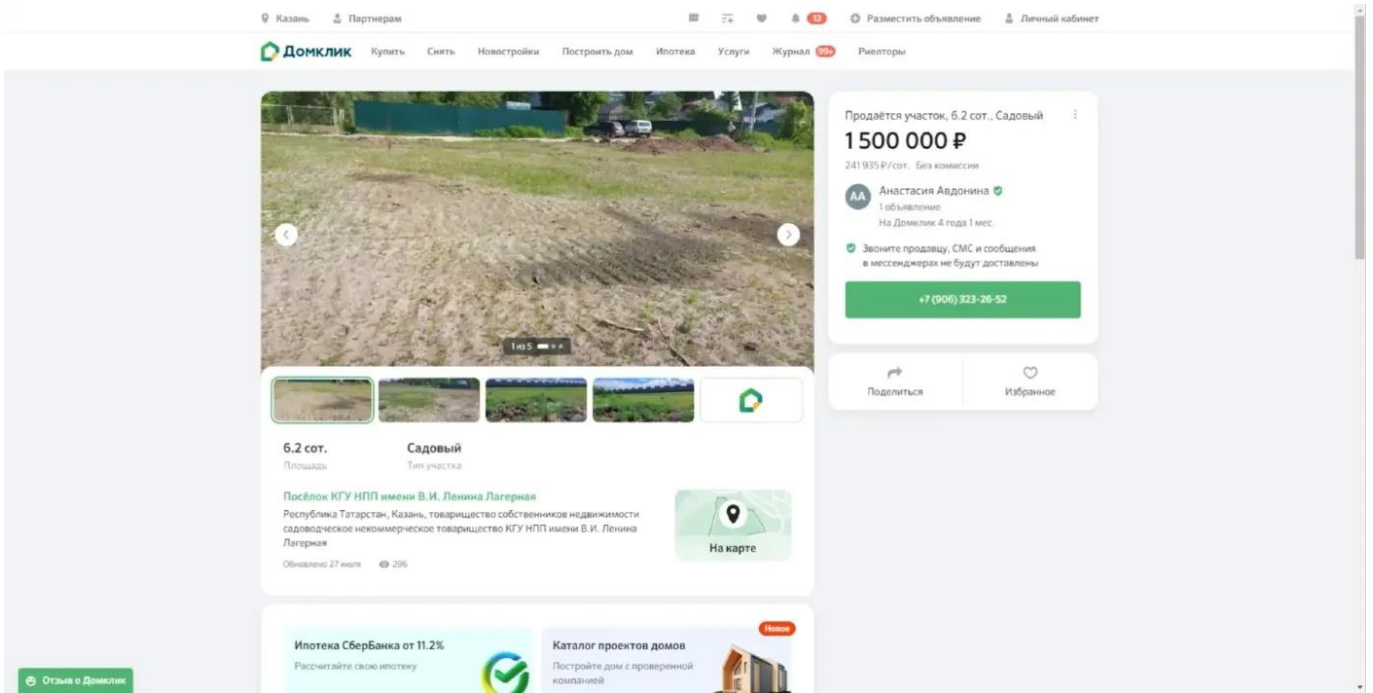 Казань Партнерам 13 Разместить объявление Личный кабинет
Домклик Купить Снять Новостройки Построить дом Ипотека Услуги Журнал 99+ Риелторы
1 из 5
6.2 сот. Садовый
Площадь Тип участка
Посёлок КГУ НПП имени В.И. Ленина Лагерная
Республика Татарстан, Казань, товарищество собственников недвижимости
садоводческое некоммерческое товарищество КГУ НПП имени В.И. Ленина
Лагерная
На карте
Обновлено 27 июля 296
Продаётся участок, 6.2 сот., Садовый
1 500 000 ₽
241 935 ₽/сот. Без комиссии
АА
Анастасия Авдонина
1 объявление
На Домклик 4 года 1 мес.
Звоните продавцу, СМС и сообщения
в мессенджерах не будут доставлены
+7 (906) 323-26-52
Поделиться Избранное
Ипотека СберБанка от 11.2%
Рассчитайте свою ипотеку
Новое
Каталог проектов домов
Постройте дом с проверенной
компанией
Отзыв о Домклик